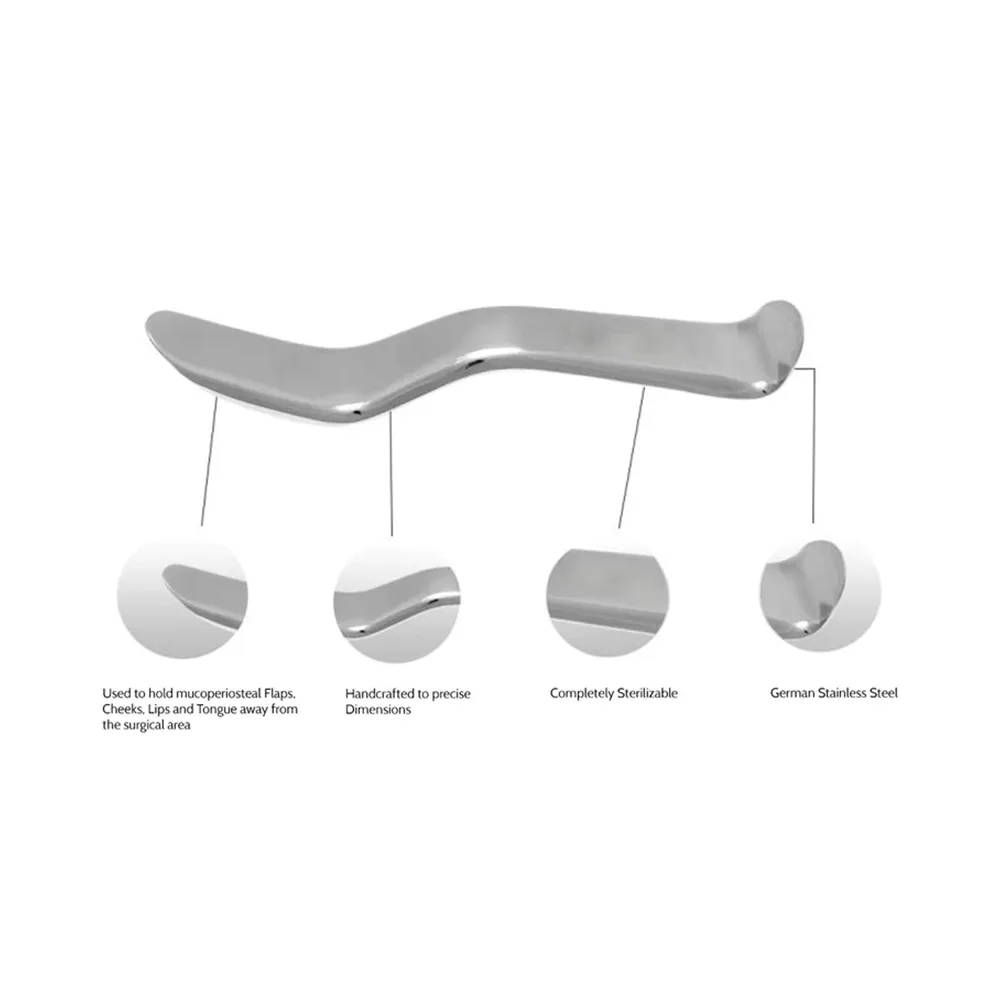 Used to hold mucoperiosteal Flaps,
Cheeks, Lips and Tongue away from
the surgical area
Handcrafted to precise
Dimensions
Completely Sterilizable
German Stainless Steel